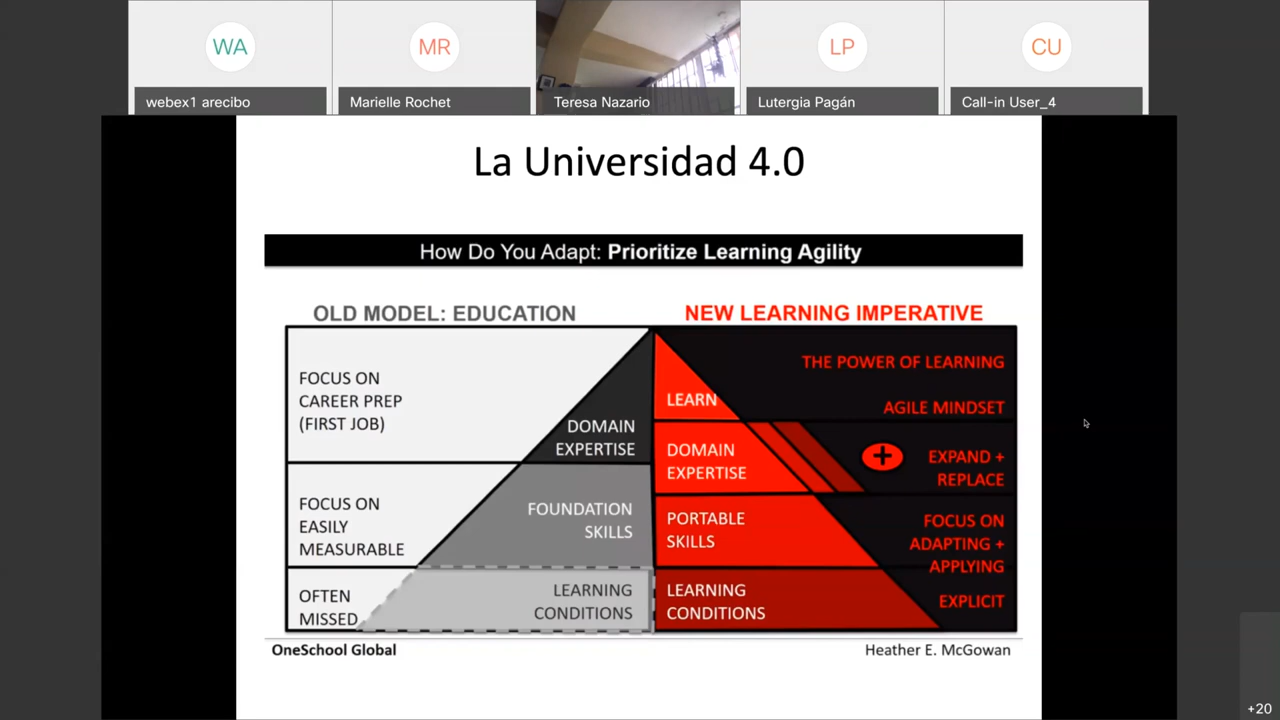 WA
MR
LP
CU
webex1 arecibo
Marielle Rochet
Teresa Nazario
Lutergia Pagán
Call-in User_4
La Universidad 4.0
How Do You Adapt: Prioritize Learning Agility
OLD MODEL: EDUCATION
FOCUS ON
CAREER PREP
(FIRST JOB)
DOMAIN
EXPERTISE
FOCUS ON
EASILY
MEASURABLE
FOUNDATION
SKILLS
OFTEN
MISSED
LEARNING
CONDITIONS
NEW LEARNING IMPERATIVE
LEARN
THE POWER OF LEARNING
AGILE MINDSET
DOMAIN
EXPERTISE
+
EXPAND +
REPLACE
PORTABLE
SKILLS
FOCUS ON
ADAPTING +
APPLYING
LEARNING
CONDITIONS
EXPLICIT
OneSchool Global
Heather E. McGowan
+20